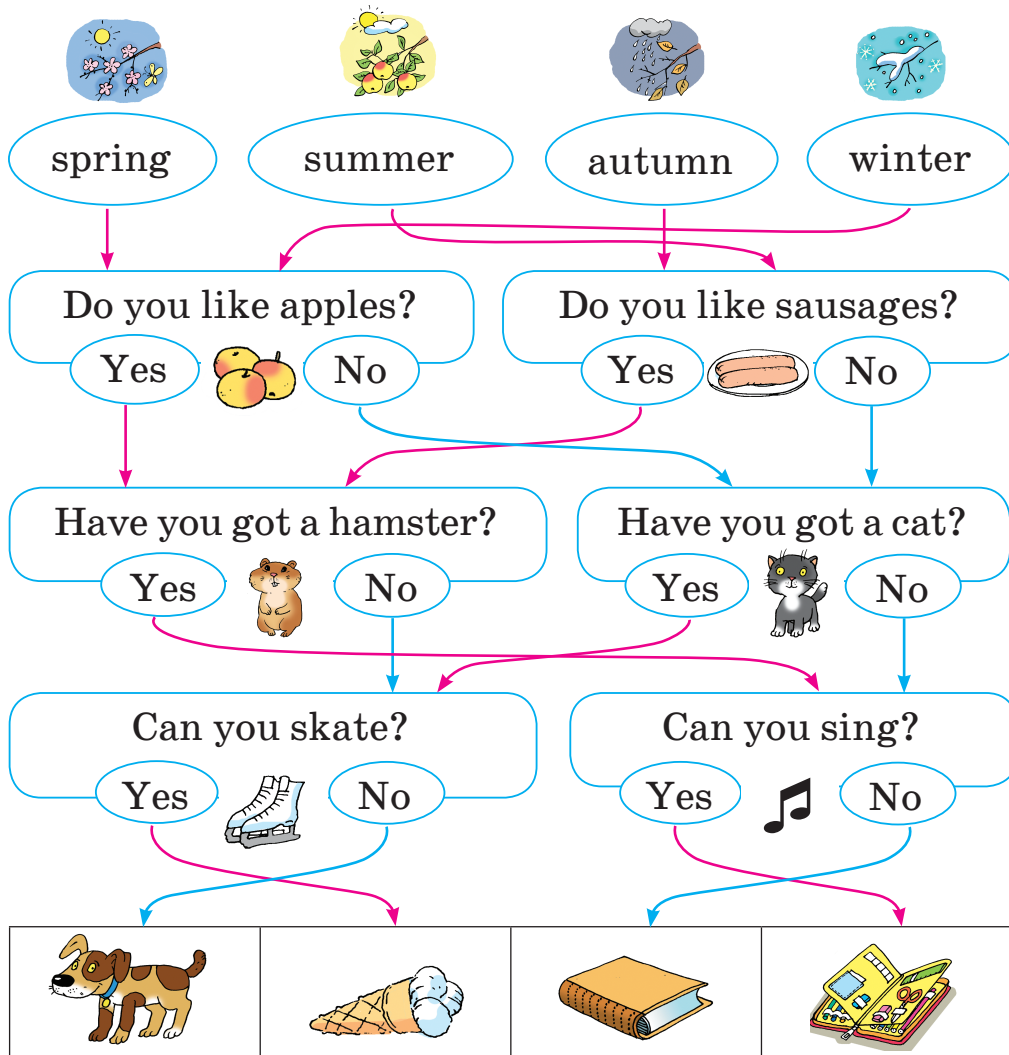 spring summer autumn winter
Do you like apples? Do you like sausages?
Yes No Yes No
Have you got a hamster? Have you got a cat?
Yes No Yes No
Can you skate? Can you sing?
Yes No Yes No